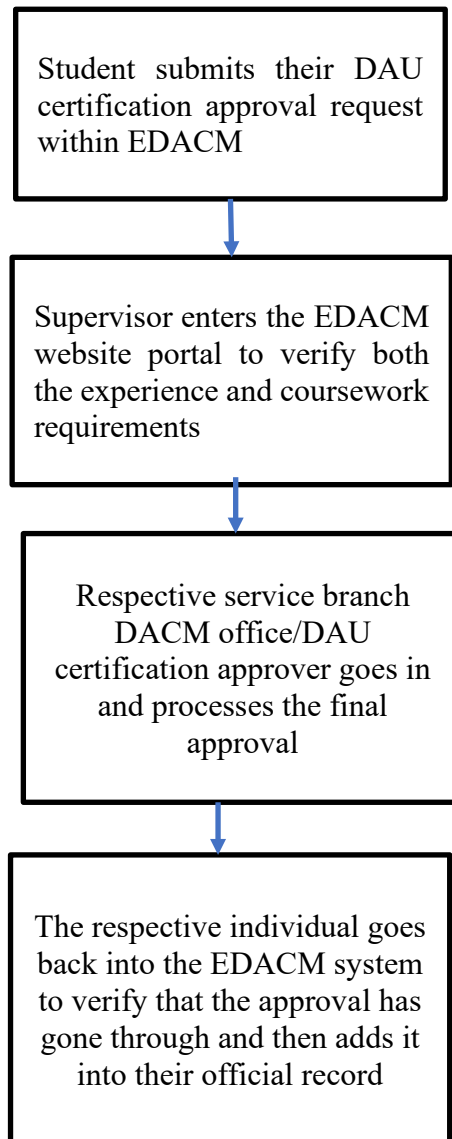 Student submits their DAU
certification approval request
within EDACM
Supervisor enters the EDACM
website portal to verify both
the experience and coursework
requirements
Respective service branch
DACM office/DAU
certification approver goes in
and processes the final
approval
The respective individual goes
back into the EDACM system
to verify that the approval has
gone through and then adds it
into their official record